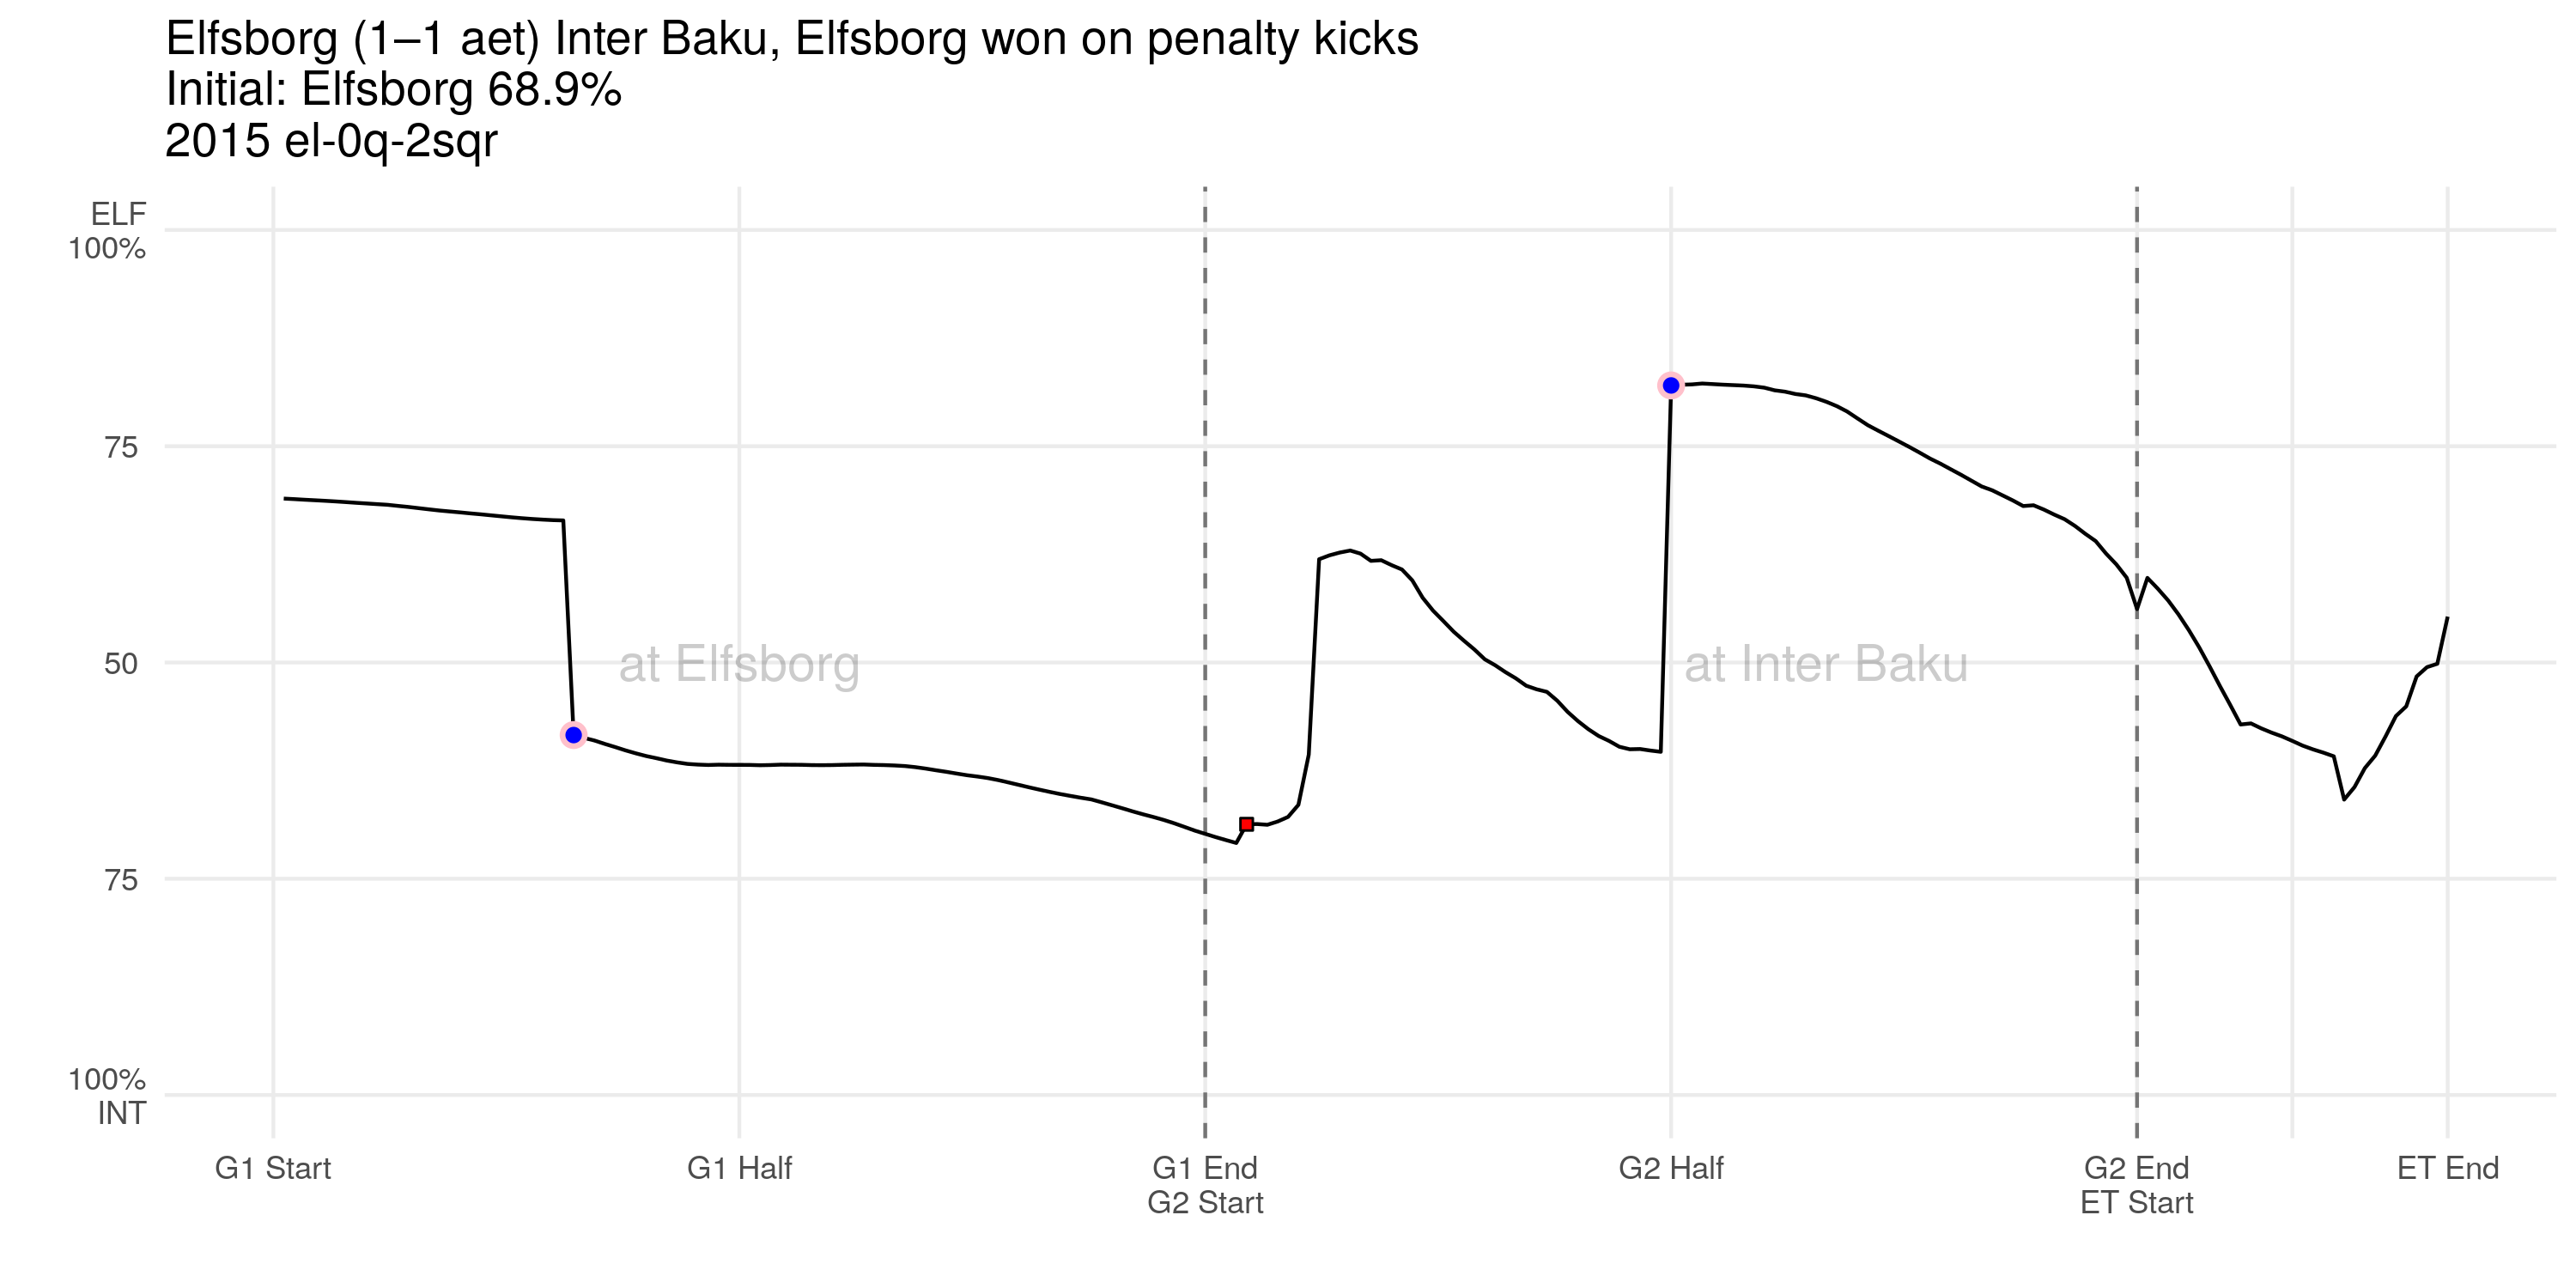 Elfsborg (1–1 aet) Inter Baku, Elfsborg won on penalty kicks
Initial: Elfsborg 68.9%
2015 el-0q-2sqr
ELF
100%
75
50
75
100%
INT
at Elfsborg
at Inter Baku
G1 Start
G1 Half
G1 End
G2 Start
G2 Half
G2 End
ET Start
ET End